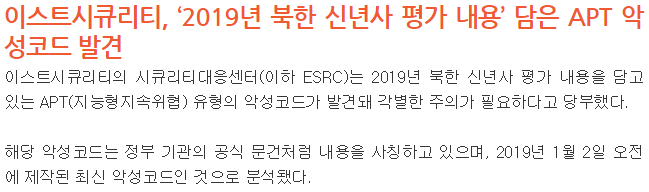 이스트시큐리티, ‘2019년 북한 신년사 평가 내용’ 담은 APT 악
성코드 발견
이스트시큐리티의 시큐리티대응센터(이하 ESRC)는 2019년 북한 신년사 평가 내용을 담고
있는 APT(지능형지속위협) 유형의 악성코드가 발견돼 각별한 주의가 필요하다고 당부했다.
해당 악성코드는 정부 기관의 공식 문건처럼 내용을 사칭하고 있으며, 2019년 1월 2일 오전
에 제작된 최신 악성코드인 것으로 분석됐다.